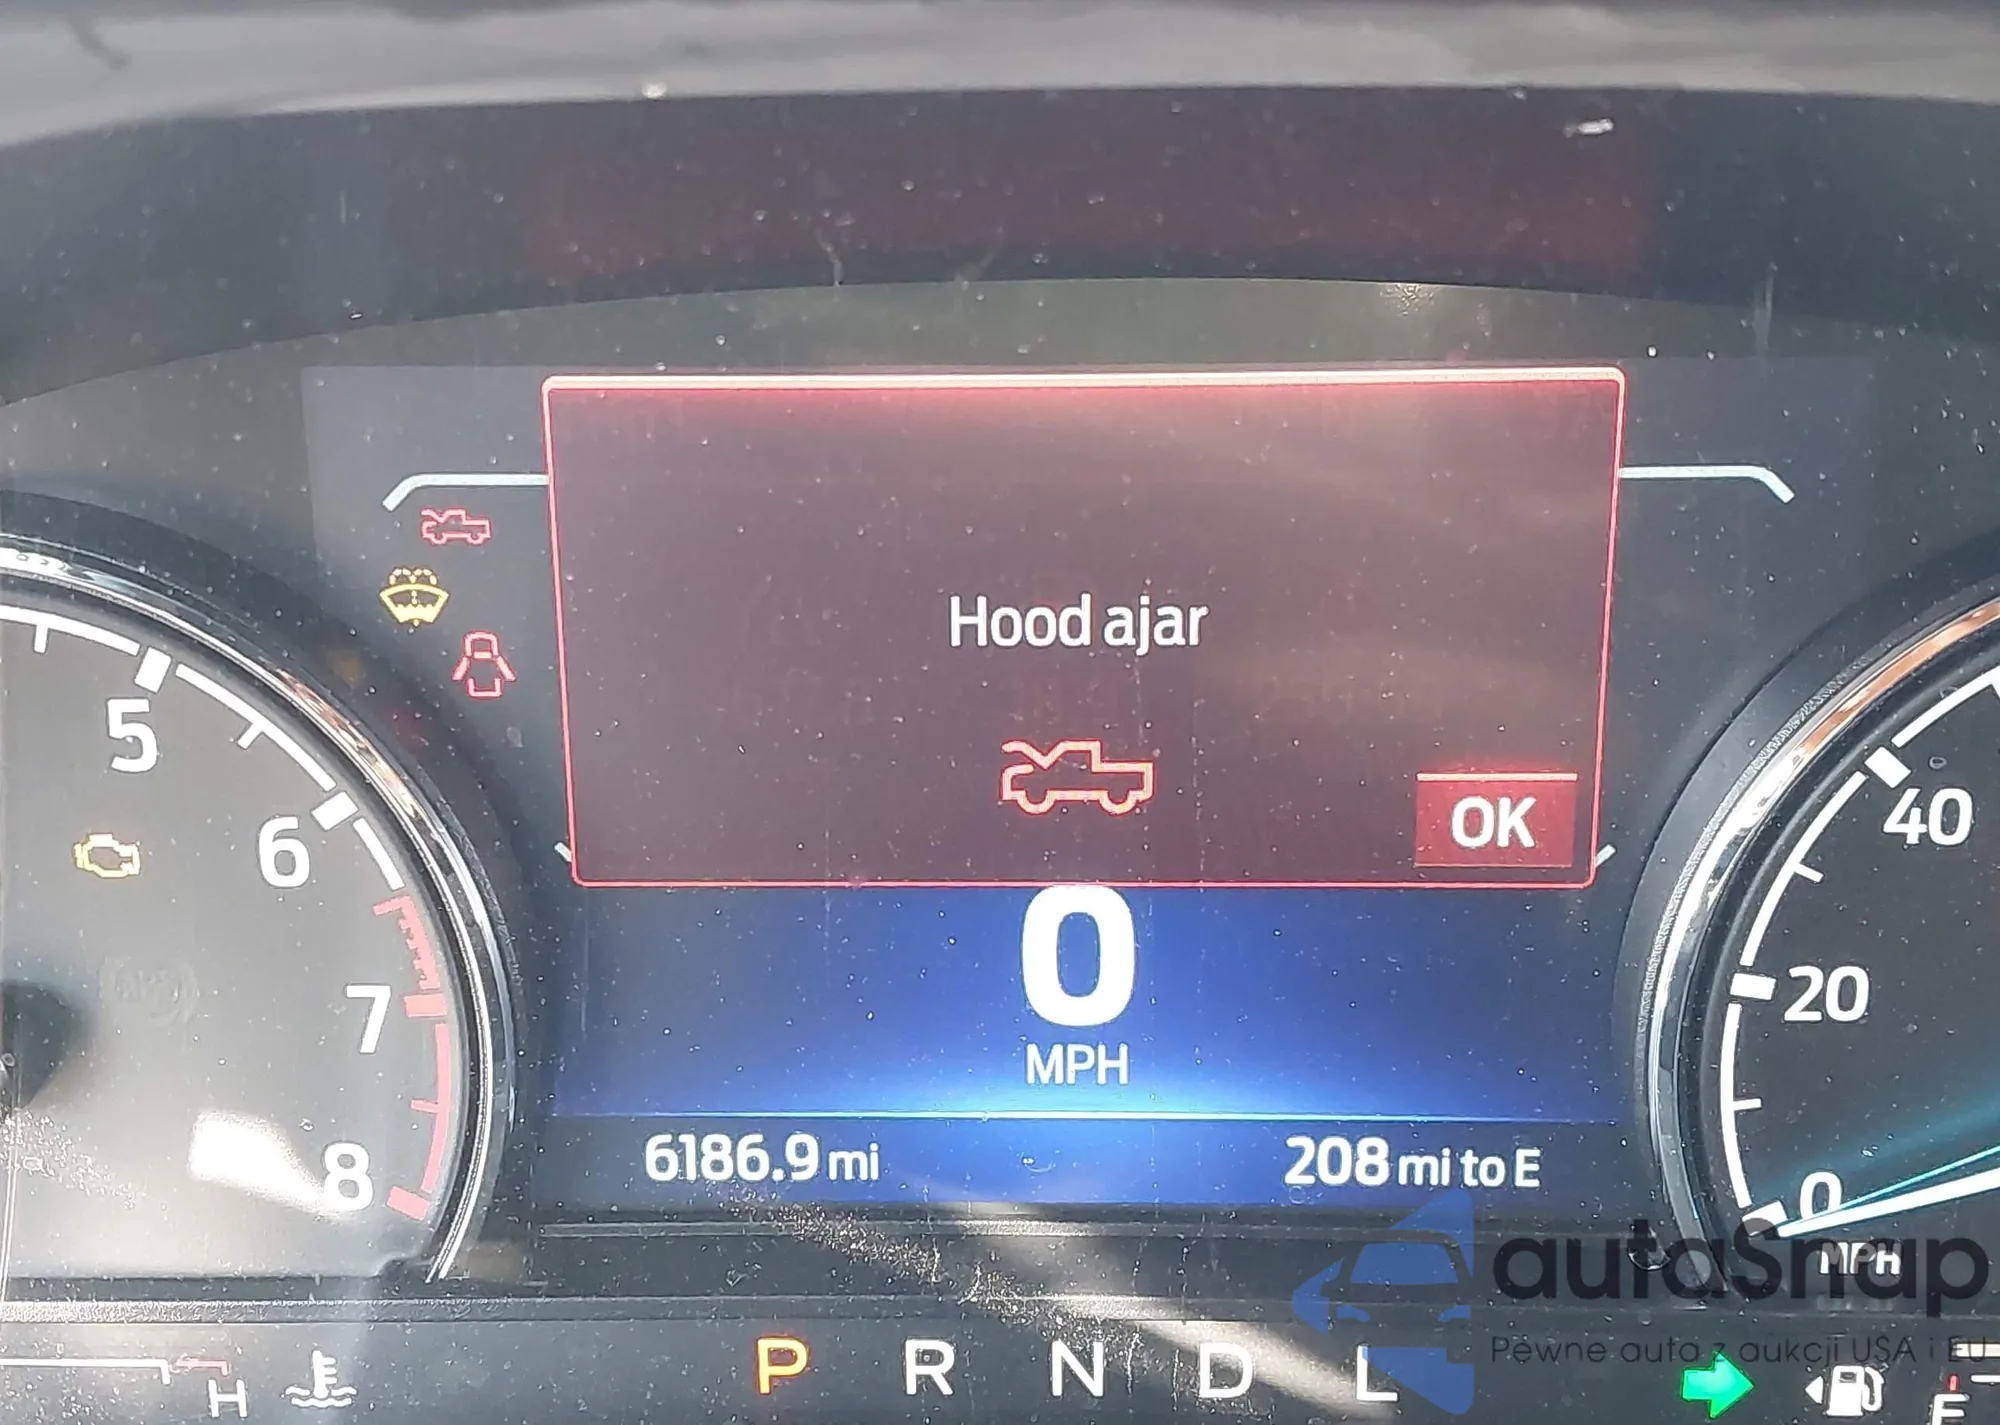 Hood ajar
OK
5
6
7
8
40
20
0
MPH
0
MPH
6186.9 mi
208 mi to E
autaSnap
Pewne auta z aukcji USA i EU
H
P R N D L
E